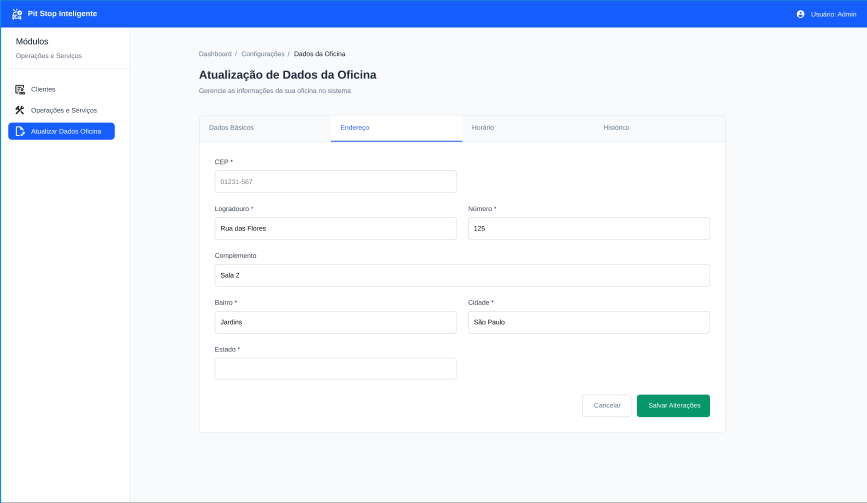 Pit Stop Inteligente
Usuário: Admin
Módulos
Operações e Serviços
Clientes
Operações e Serviços
Atualizar Dados Oficina
Dashboard / Configurações / Dados da Oficina
Atualização de Dados da Oficina
Gerencie as informações da sua oficina no sistema
Dados Básicos Endereço Horário Histórico
CEP *
01231-567
Logradouro * Número *
Rua das Flores 125
Complemento
Sala 2
Bairro * Cidade *
Jardins São Paulo
Estado *
Cancelar Salvar Alterações